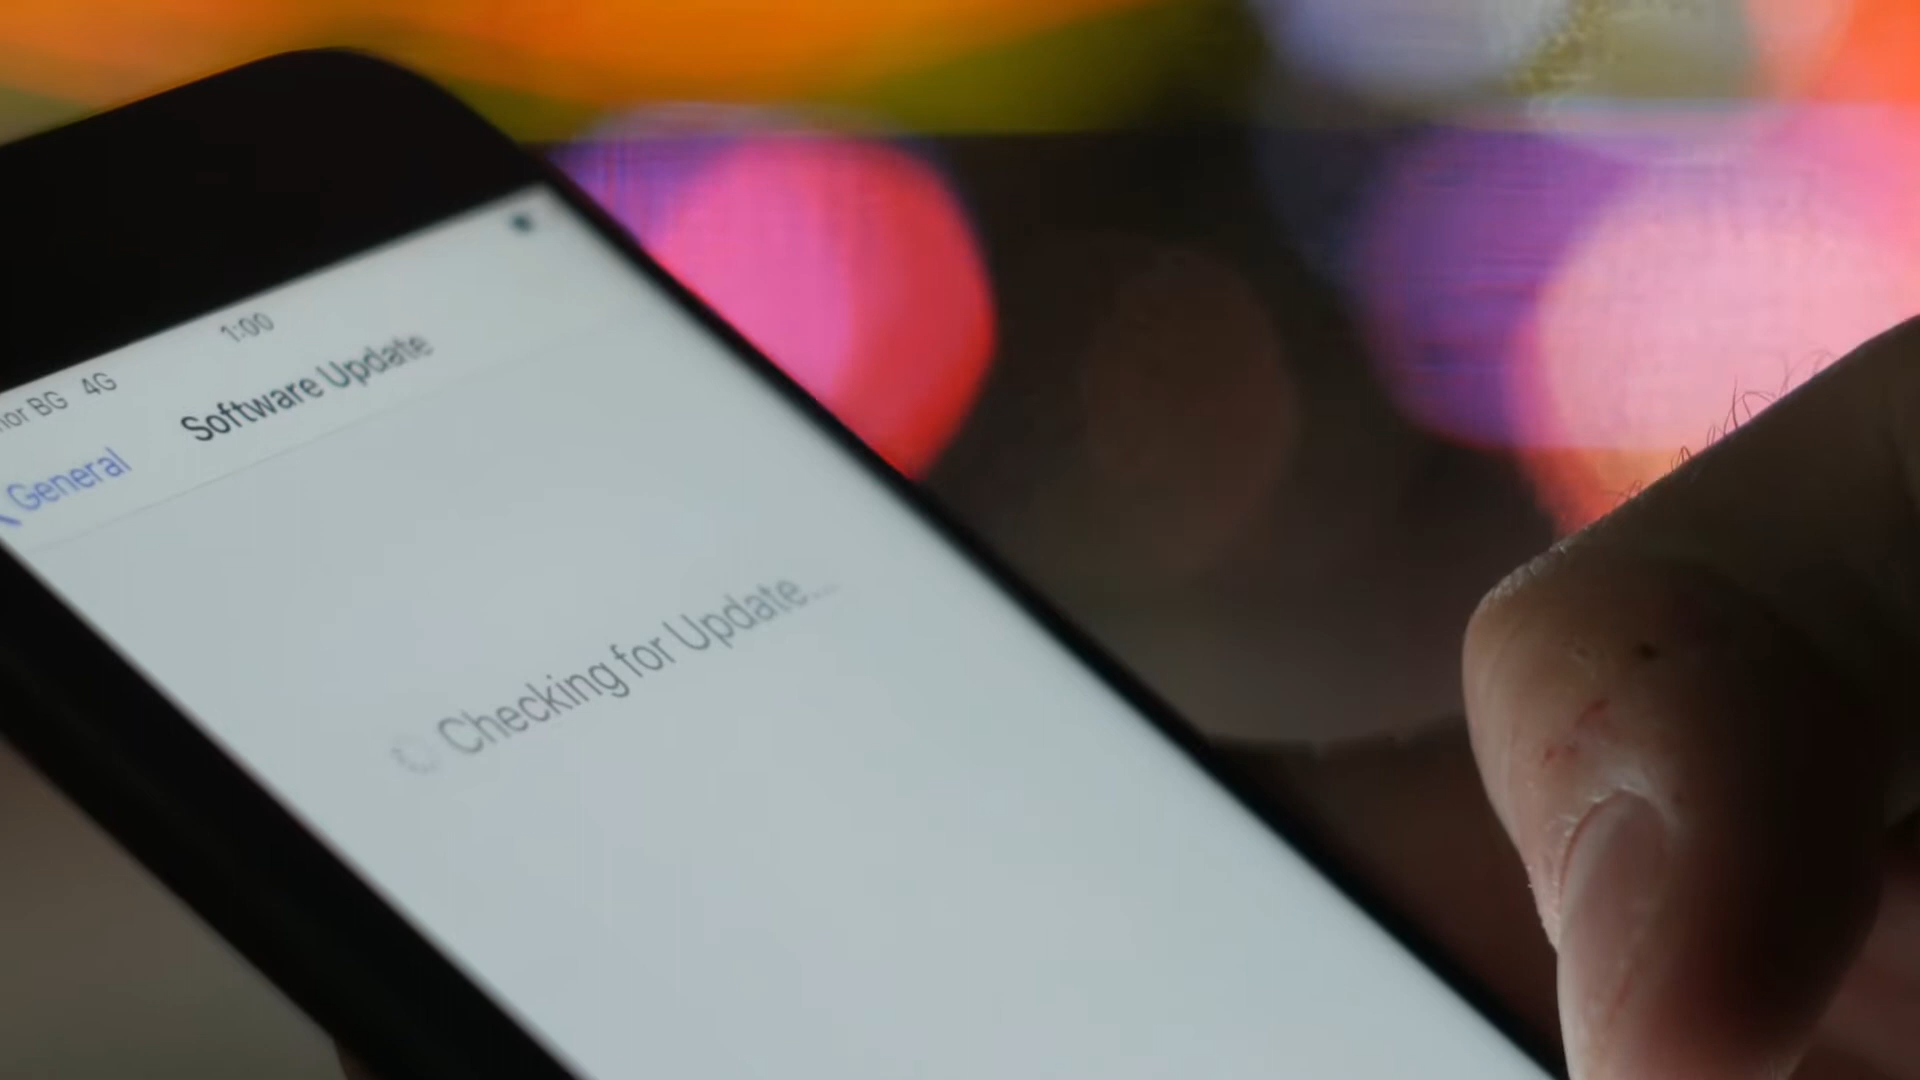 1:00
BG 4G
General
Software Update
Checking for Update...